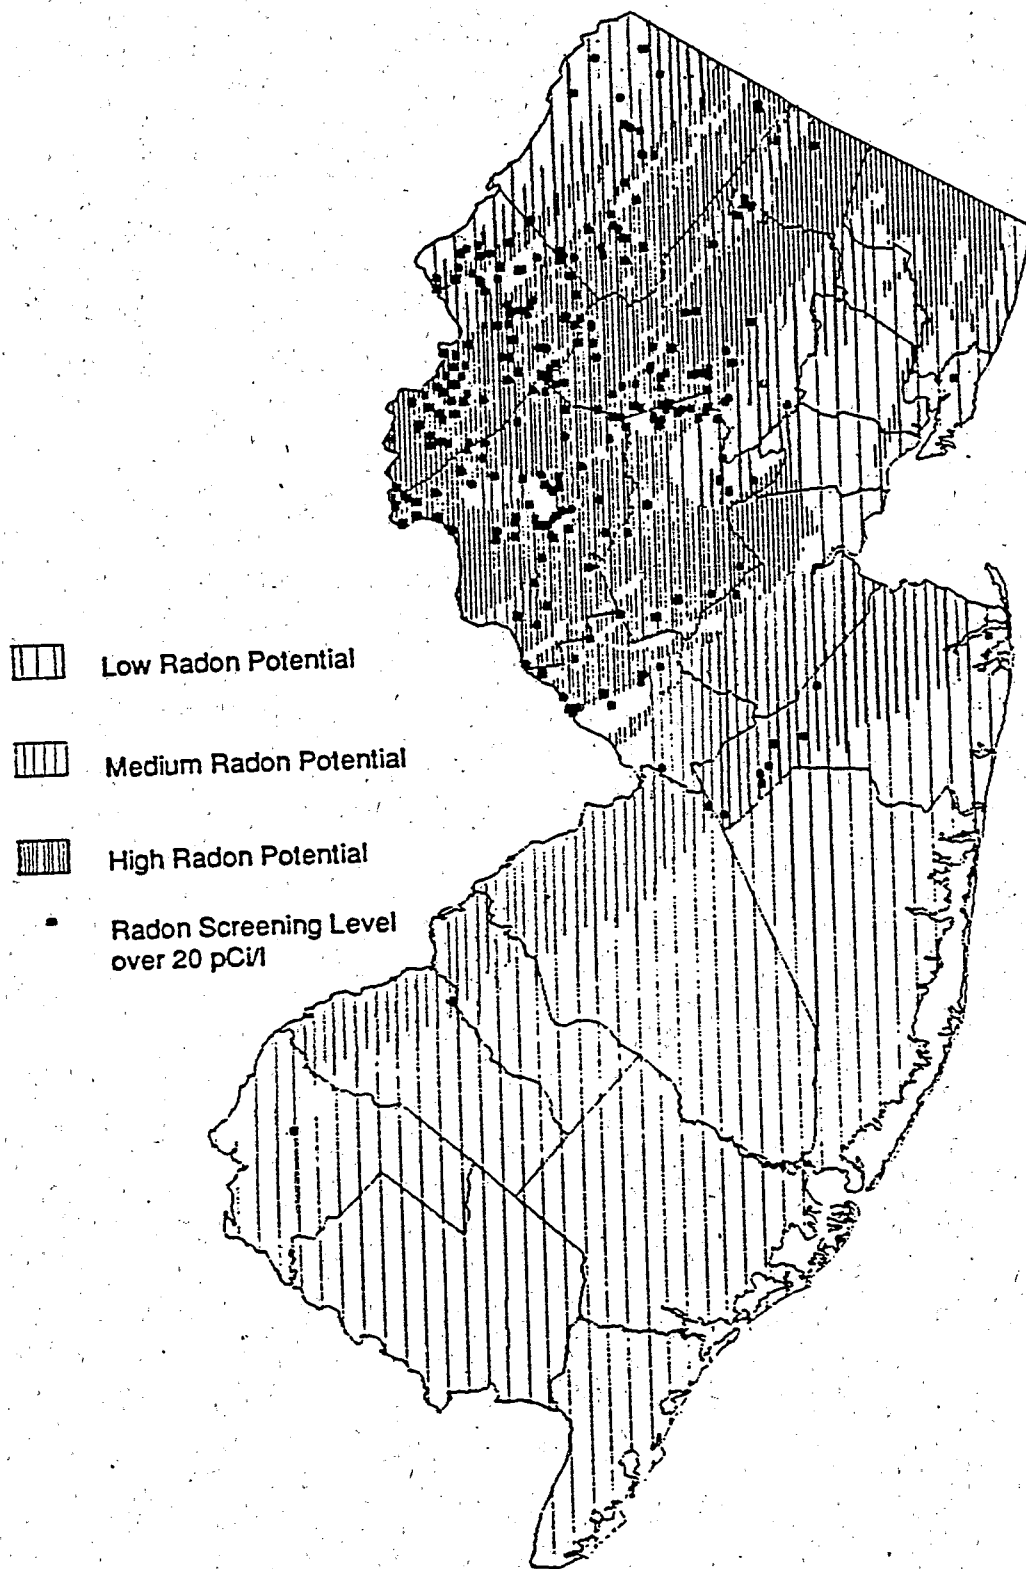 Low Radon Potential
Medium Radon Potential
High Radon Potential
Radon Screening Level
over 20 pCi/l